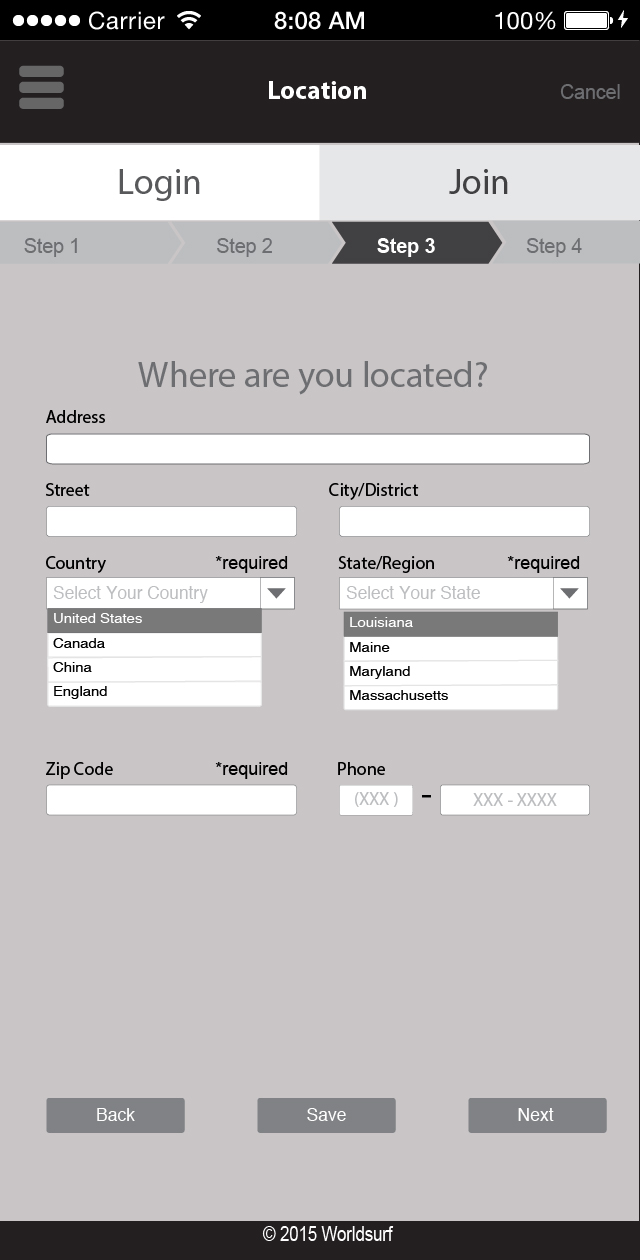 Carrier 8:08 AM 100%
Location Cancel
Login Join
Step 1 Step 2 Step 3 Step 4
Where are you located?
Address
Street City/District
Country *required State/Region *required
Select Your Country Select Your State
United States Louisiana
Canada Maine
China Maryland
England Massachusetts
Zip Code *required Phone
(XXX ) - XXX - XXXX
Back Save Next
© 2015 Worldsurf